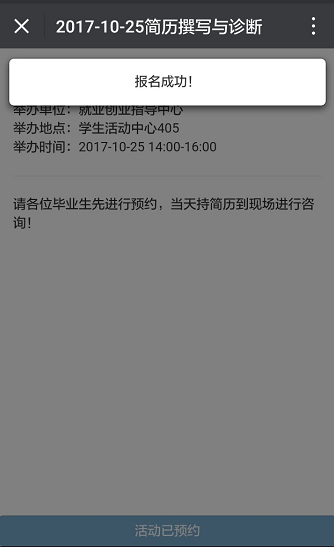 2017-10-25简历撰写与诊断
报名成功！
举办单位：就业创业指导中心
举办地点：学生活动中心405
举办时间：2017-10-25 14:00-16:00
请各位毕业生先进行预约，当天持简历到现场进行咨
询！
活动已预约